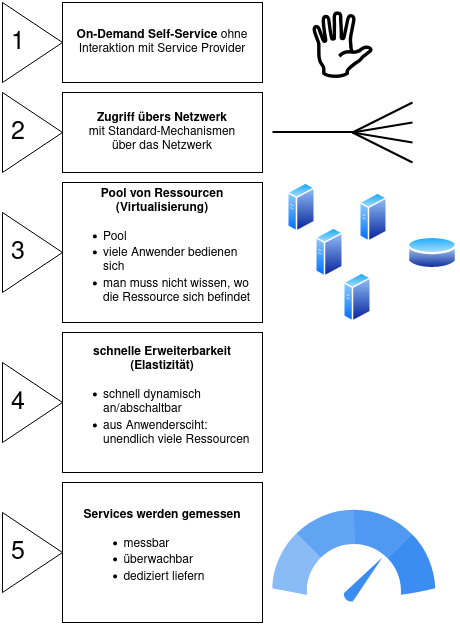 1
On-Demand Self-Service ohne
Interaktion mit Service Provider
2
Zugriff übers Netzwerk
mit Standard-Mechanismen
über das Netzwerk
3
Pool von Ressourcen
(Virtualisierung)
• Pool
• viele Anwender bedienen
sich
• man muss nicht wissen, wo
die Ressource sich befindet
4
schnelle Erweiterbarkeit
(Elastizität)
• schnell dynamisch
an/abschaltbar
• aus Anwendersciht:
unendlich viele Ressourcen
5
Services werden gemessen
• messbar
• überwachbar
• dediziert liefern